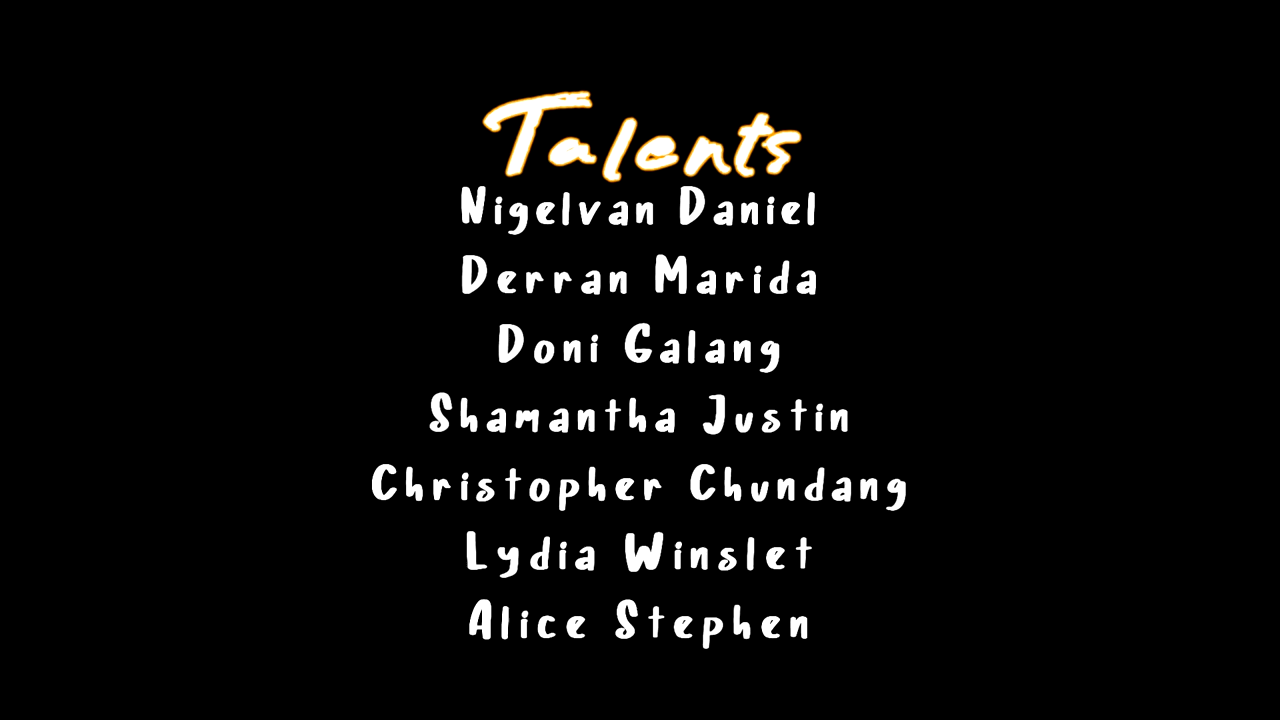 Talents
Nigelvan Daniel
Derran Marida
Doni Galang
Shamantha Justin
Christopher Chundang
Lydia Winslet
Alice Stephen